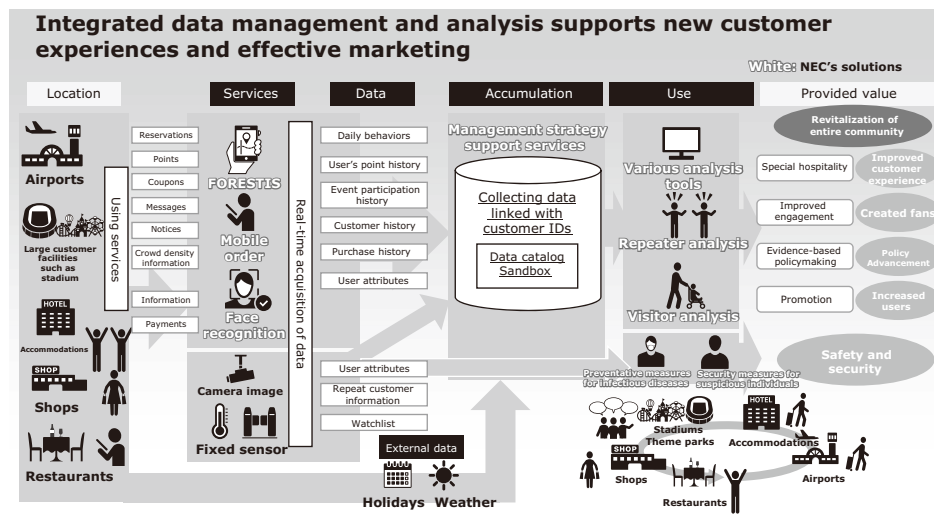 Integrated data management and analysis supports new customer
experiences and effective marketing
White: NEC's solutions
Location
Services
Data
Accumulation
Use
Provided value
Airports
Large customer
facilities
such as
stadium
HOTEL
Accommodations
SHOP
Shops
Restaurants
Using services
Reservations
Points
Coupons
Messages
Notices
Crowd density
information
Information
Payments
FORESTIS
Mobile
order
Face
recognition
Camera image
Fixed sensor
Real-time acquisition of data
Daily behaviors
User's point history
Event participation
history
Customer history
Purchase history
User attributes
User attributes
Repeat customer
information
Watchlist
External data
Holidays
Weather
Management strategy
support services
Collecting data
linked with
customer IDs
Data catalog
Sandbox
Various analysis
tools
Repeater analysis
Visitor analysis
Preventative measures
for infectious diseases
Security measures for
suspicious individuals
Revitalization of
entire community
Special hospitality
Improved
customer
experience
Improved
engagement
Created fans
Evidence-based
policymaking
Policy
Advancement
Promotion
Increased
users
Safety and
security
Stadiums
Theme parks
HOTEL
Accommodations
SHOP
Shops
Restaurants
Airports